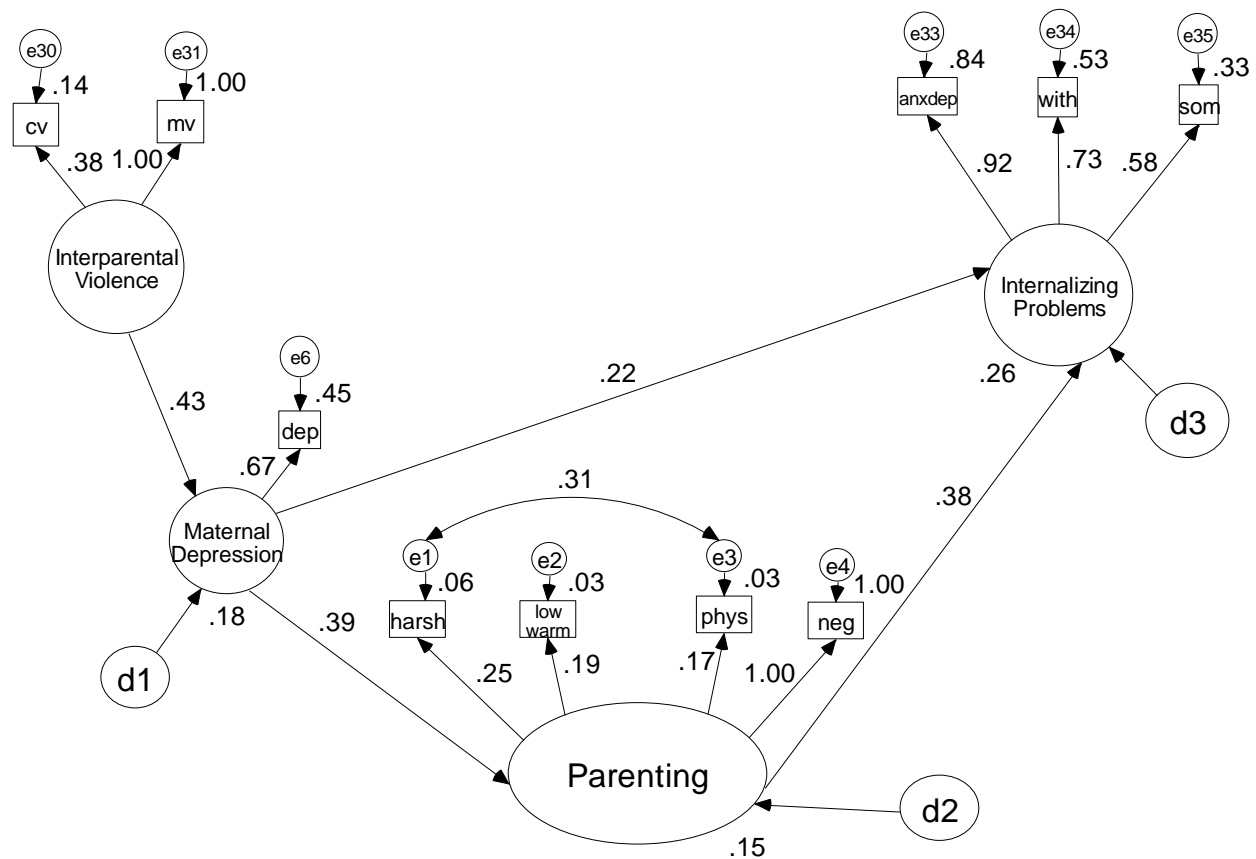 e30
e31
e33
e34
e35
.14
1.00
.84
.53
.33
cv
mv
anxdep
with
som
.38
1.00
.92
.73
.58
Interparental
Violence
Internalizing
Problems
e6
.45
.22
.26
.43
dep
d3
.67
.31
.38
Maternal
Depression
e1
e2
e3
e4
.06
.03
.03
1.00
harsh
low
warm
phys
neg
.18
.39
d1
.25
.19
.17
1.00
Parenting
d2
.15